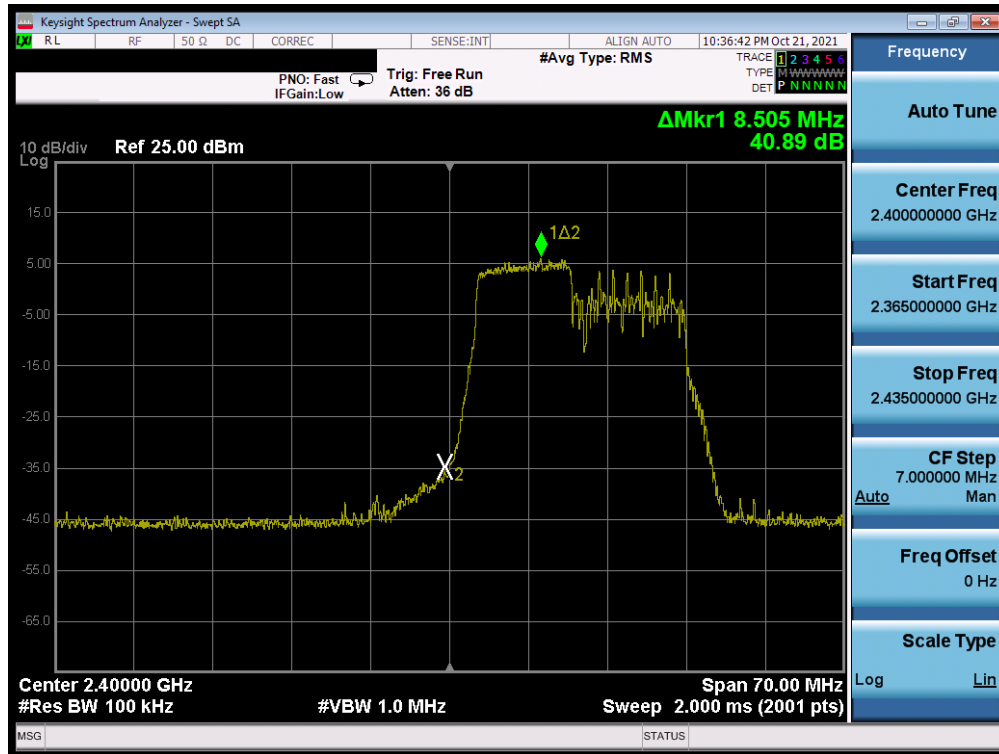 Keysight Spectrum Analyzer - Swept SA
LXI RL RF 50 Ω DC CORREC SENSE:INT ALIGN AUTO 10:36:42 PM Oct 21, 2021
Frequency
#Avg Type: RMS
TRACE 1 2 3 4 5 6
PNO: Fast Trig: Free Run
TYPE M WWWWW
IFGain:Low Atten: 36 dB
DET P N N N N N
Auto Tune
ΔMkr1 8.505 MHz
10 dB/div Ref 25.00 dBm 40.89 dB
Log
Center Freq
2.400000000 GHz
15.0
1Δ2
5.00
Start Freq
2.365000000 GHz
-5.00
-15.0
Stop Freq
2.435000000 GHz
-25.0
-35.0
X2
CF Step
7.000000 MHz
Auto Man
-45.0
-55.0
Freq Offset
0 Hz
-65.0
Scale Type
Log Lin
Center 2.40000 GHz Span 70.00 MHz
#Res BW 100 kHz #VBW 1.0 MHz Sweep 2.000 ms (2001 pts)
MSG STATUS